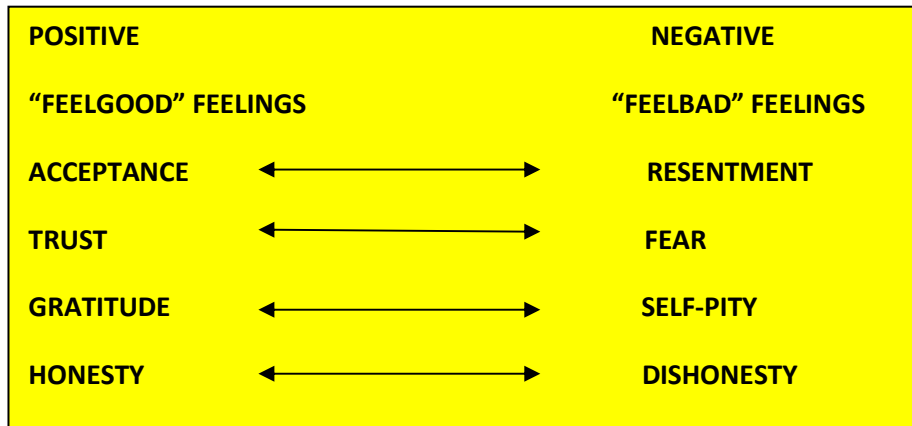 POSITIVE NEGATIVE
“FEELGOOD” FEELINGS “FEELBAD” FEELINGS
ACCEPTANCE RESENTMENT
TRUST FEAR
GRATITUDE SELF-PITY
HONESTY DISHONESTY